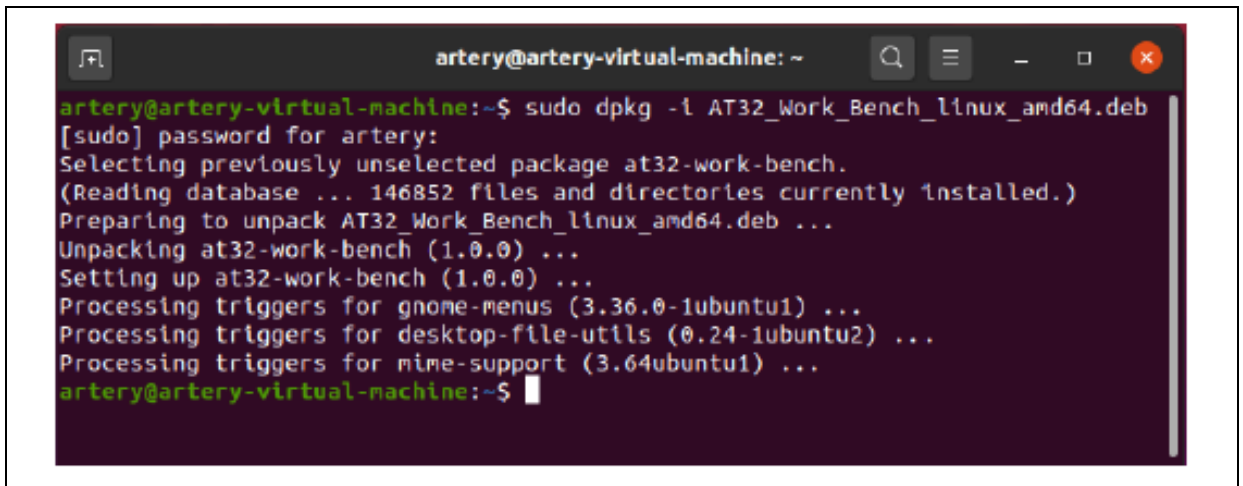 artery@artery-virtual-machine: ~
artery@artery-virtual-machine:~$ sudo dpkg -i AT32_Work_Bench_linux_amd64.deb
[sudo] password for artery:
Selecting previously unselected package at32-work-bench.
(Reading database ... 146852 files and directories currently installed.)
Preparing to unpack AT32_Work_Bench_linux_amd64.deb ...
Unpacking at32-work-bench (1.0.0) ...
Setting up at32-work-bench (1.0.0) ...
Processing triggers for gnome-menus (3.36.0-1ubuntu1) ...
Processing triggers for desktop-file-utils (0.24-1ubuntu2) ...
Processing triggers for mime-support (3.64ubuntu1) ...
artery@artery-virtual-machine:~$